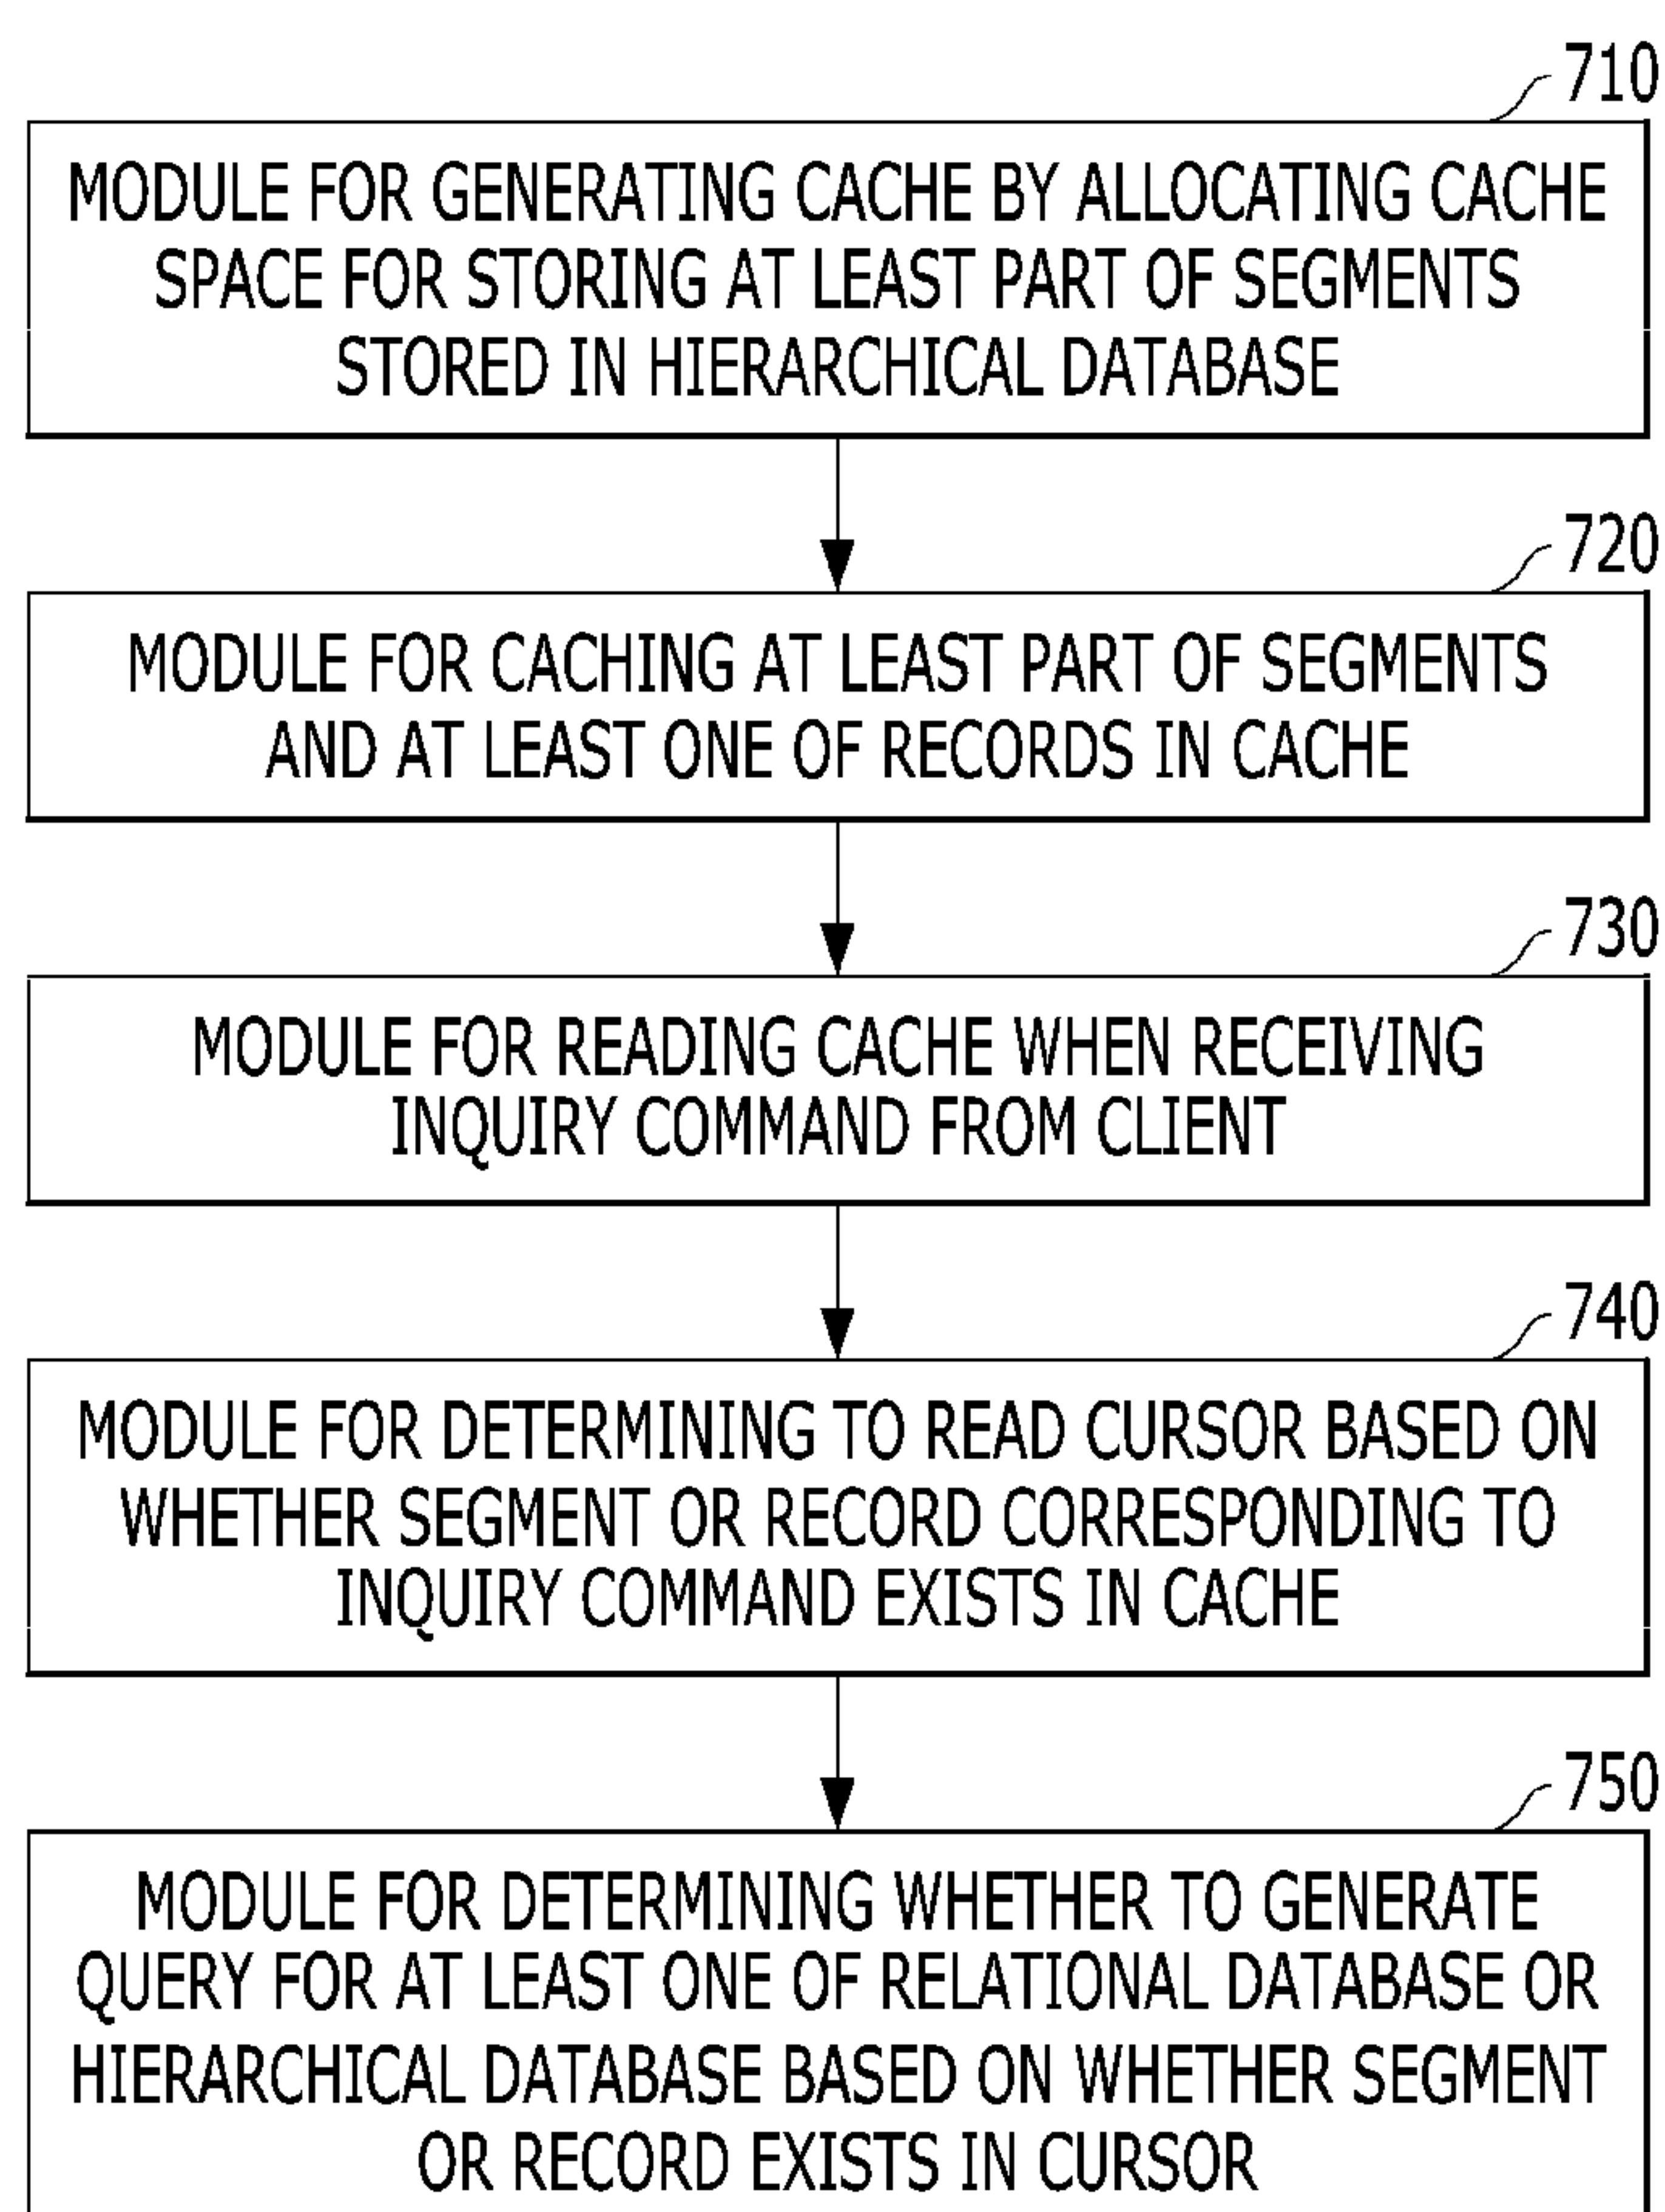 710
MODULE FOR GENERATING CACHE BY ALLOCATING CACHE
SPACE FOR STORING AT LEAST PART OF SEGMENTS
STORED IN HIERARCHICAL DATABASE
720
MODULE FOR CACHING AT LEAST PART OF SEGMENTS
AND AT LEAST ONE OF RECORDS IN CACHE
730
MODULE FOR READING CACHE WHEN RECEIVING
INQUIRY COMMAND FROM CLIENT
740
MODULE FOR DETERMINING TO READ CURSOR BASED ON
WHETHER SEGMENT OR RECORD CORRESPONDING TO
INQUIRY COMMAND EXISTS IN CACHE
750
MODULE FOR DETERMINING WHETHER TO GENERATE
QUERY FOR AT LEAST ONE OF RELATIONAL DATABASE OR
HIERARCHICAL DATABASE BASED ON WHETHER SEGMENT
OR RECORD EXISTS IN CURSOR